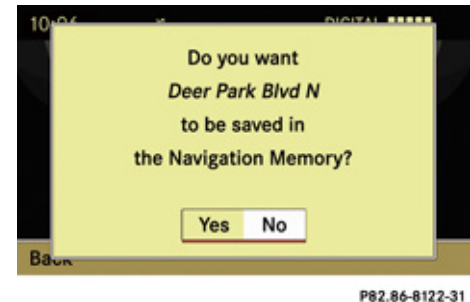 Do you want
Deer Park Blvd N
to be saved in
the Navigation Memory?
Yes No
Back
P82.86-8122-31